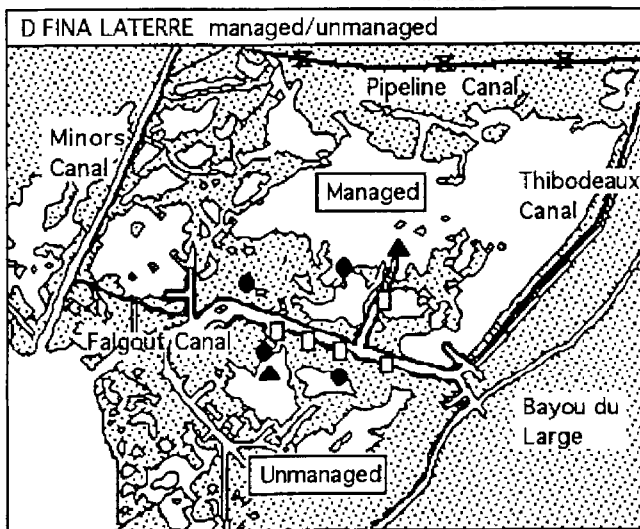 D FINA LATERRE managed/unmanaged
Pipeline Canal
Minors
Canal
Managed
Thibodeaux
Canal
Falgout Canal
Bayou du
Large
Unmanaged